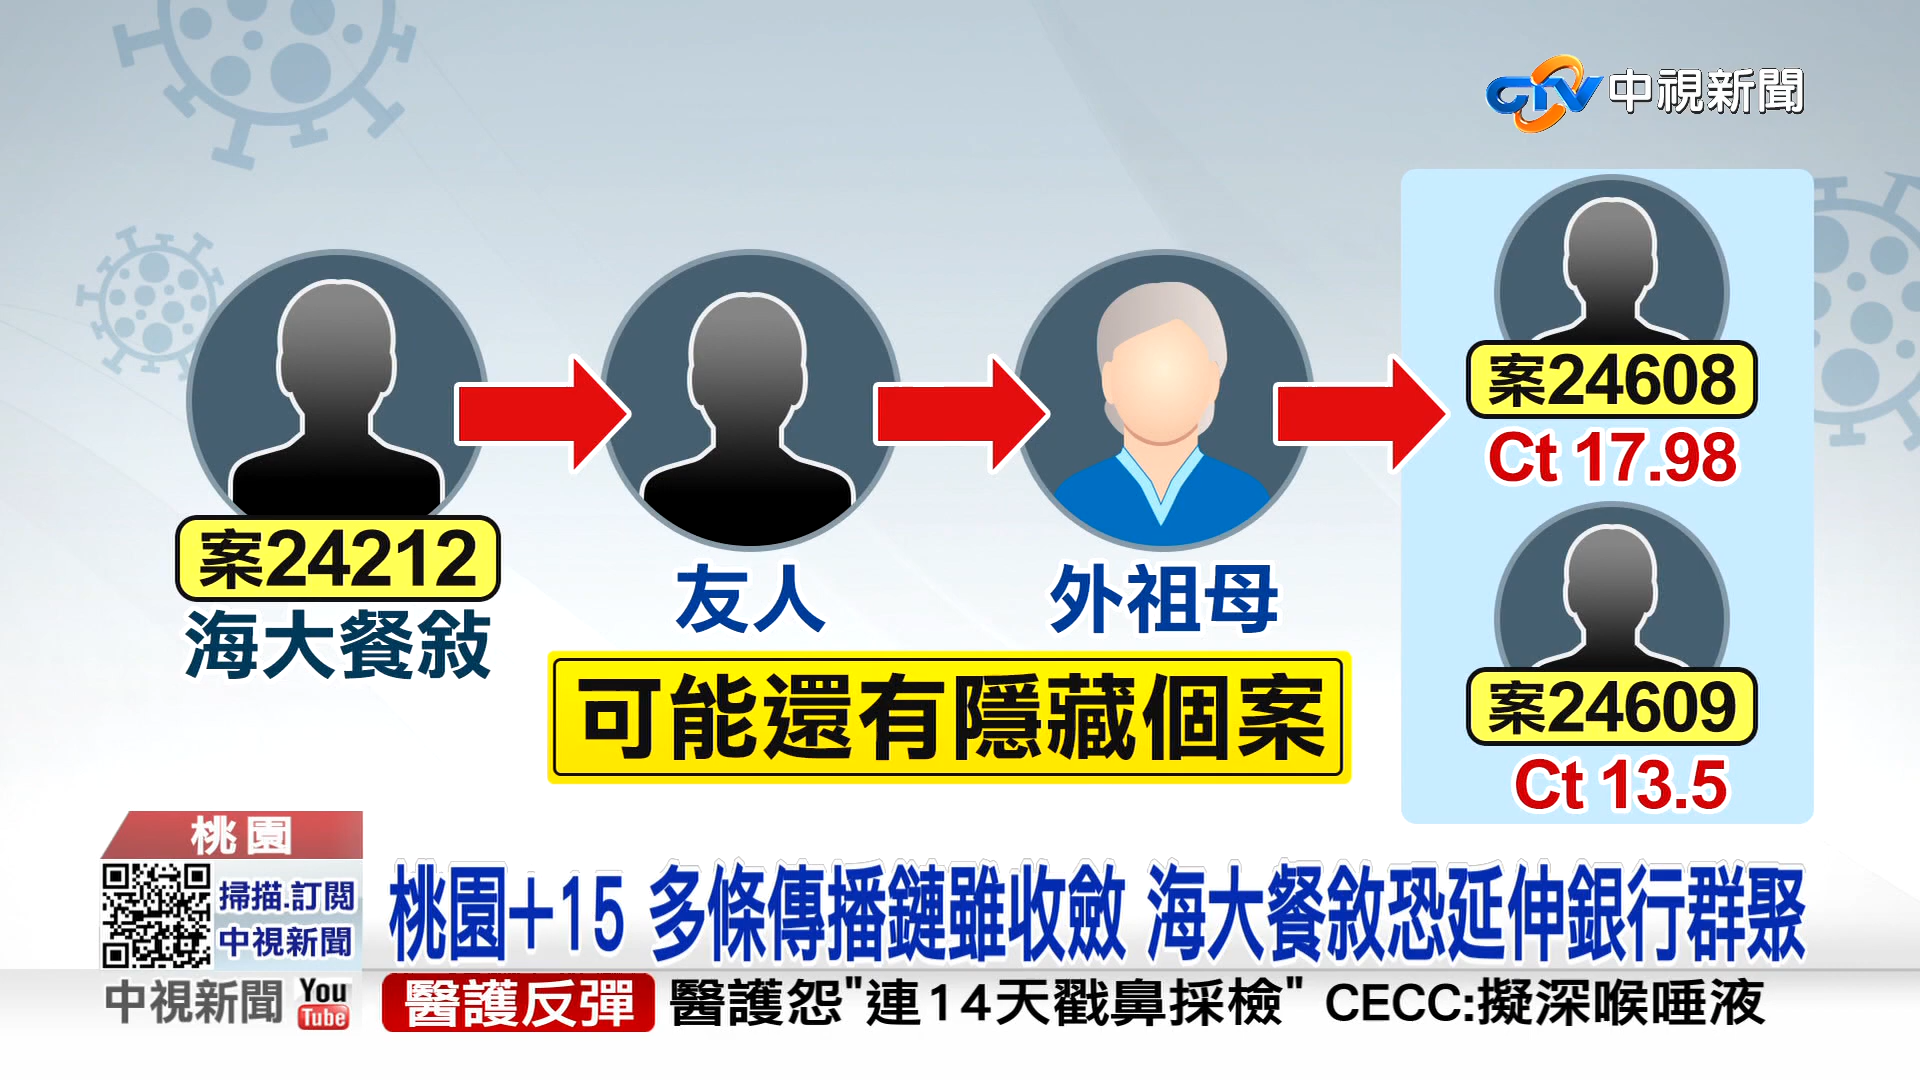 CTV 中視新聞
案24608
Ct 17.98
案24212
海大餐敍
友人
外祖母
可能還有隱藏個案
案24609
Ct 13.5
桃園
掃描.訂閱
中視新聞
桃園+15 多條傳播鏈雖收斂 海大餐敘恐延伸銀行群聚
中視新聞 YouTube
醫護反彈 醫護怨"連14天戳鼻採檢" CECC:擬深喉唾液